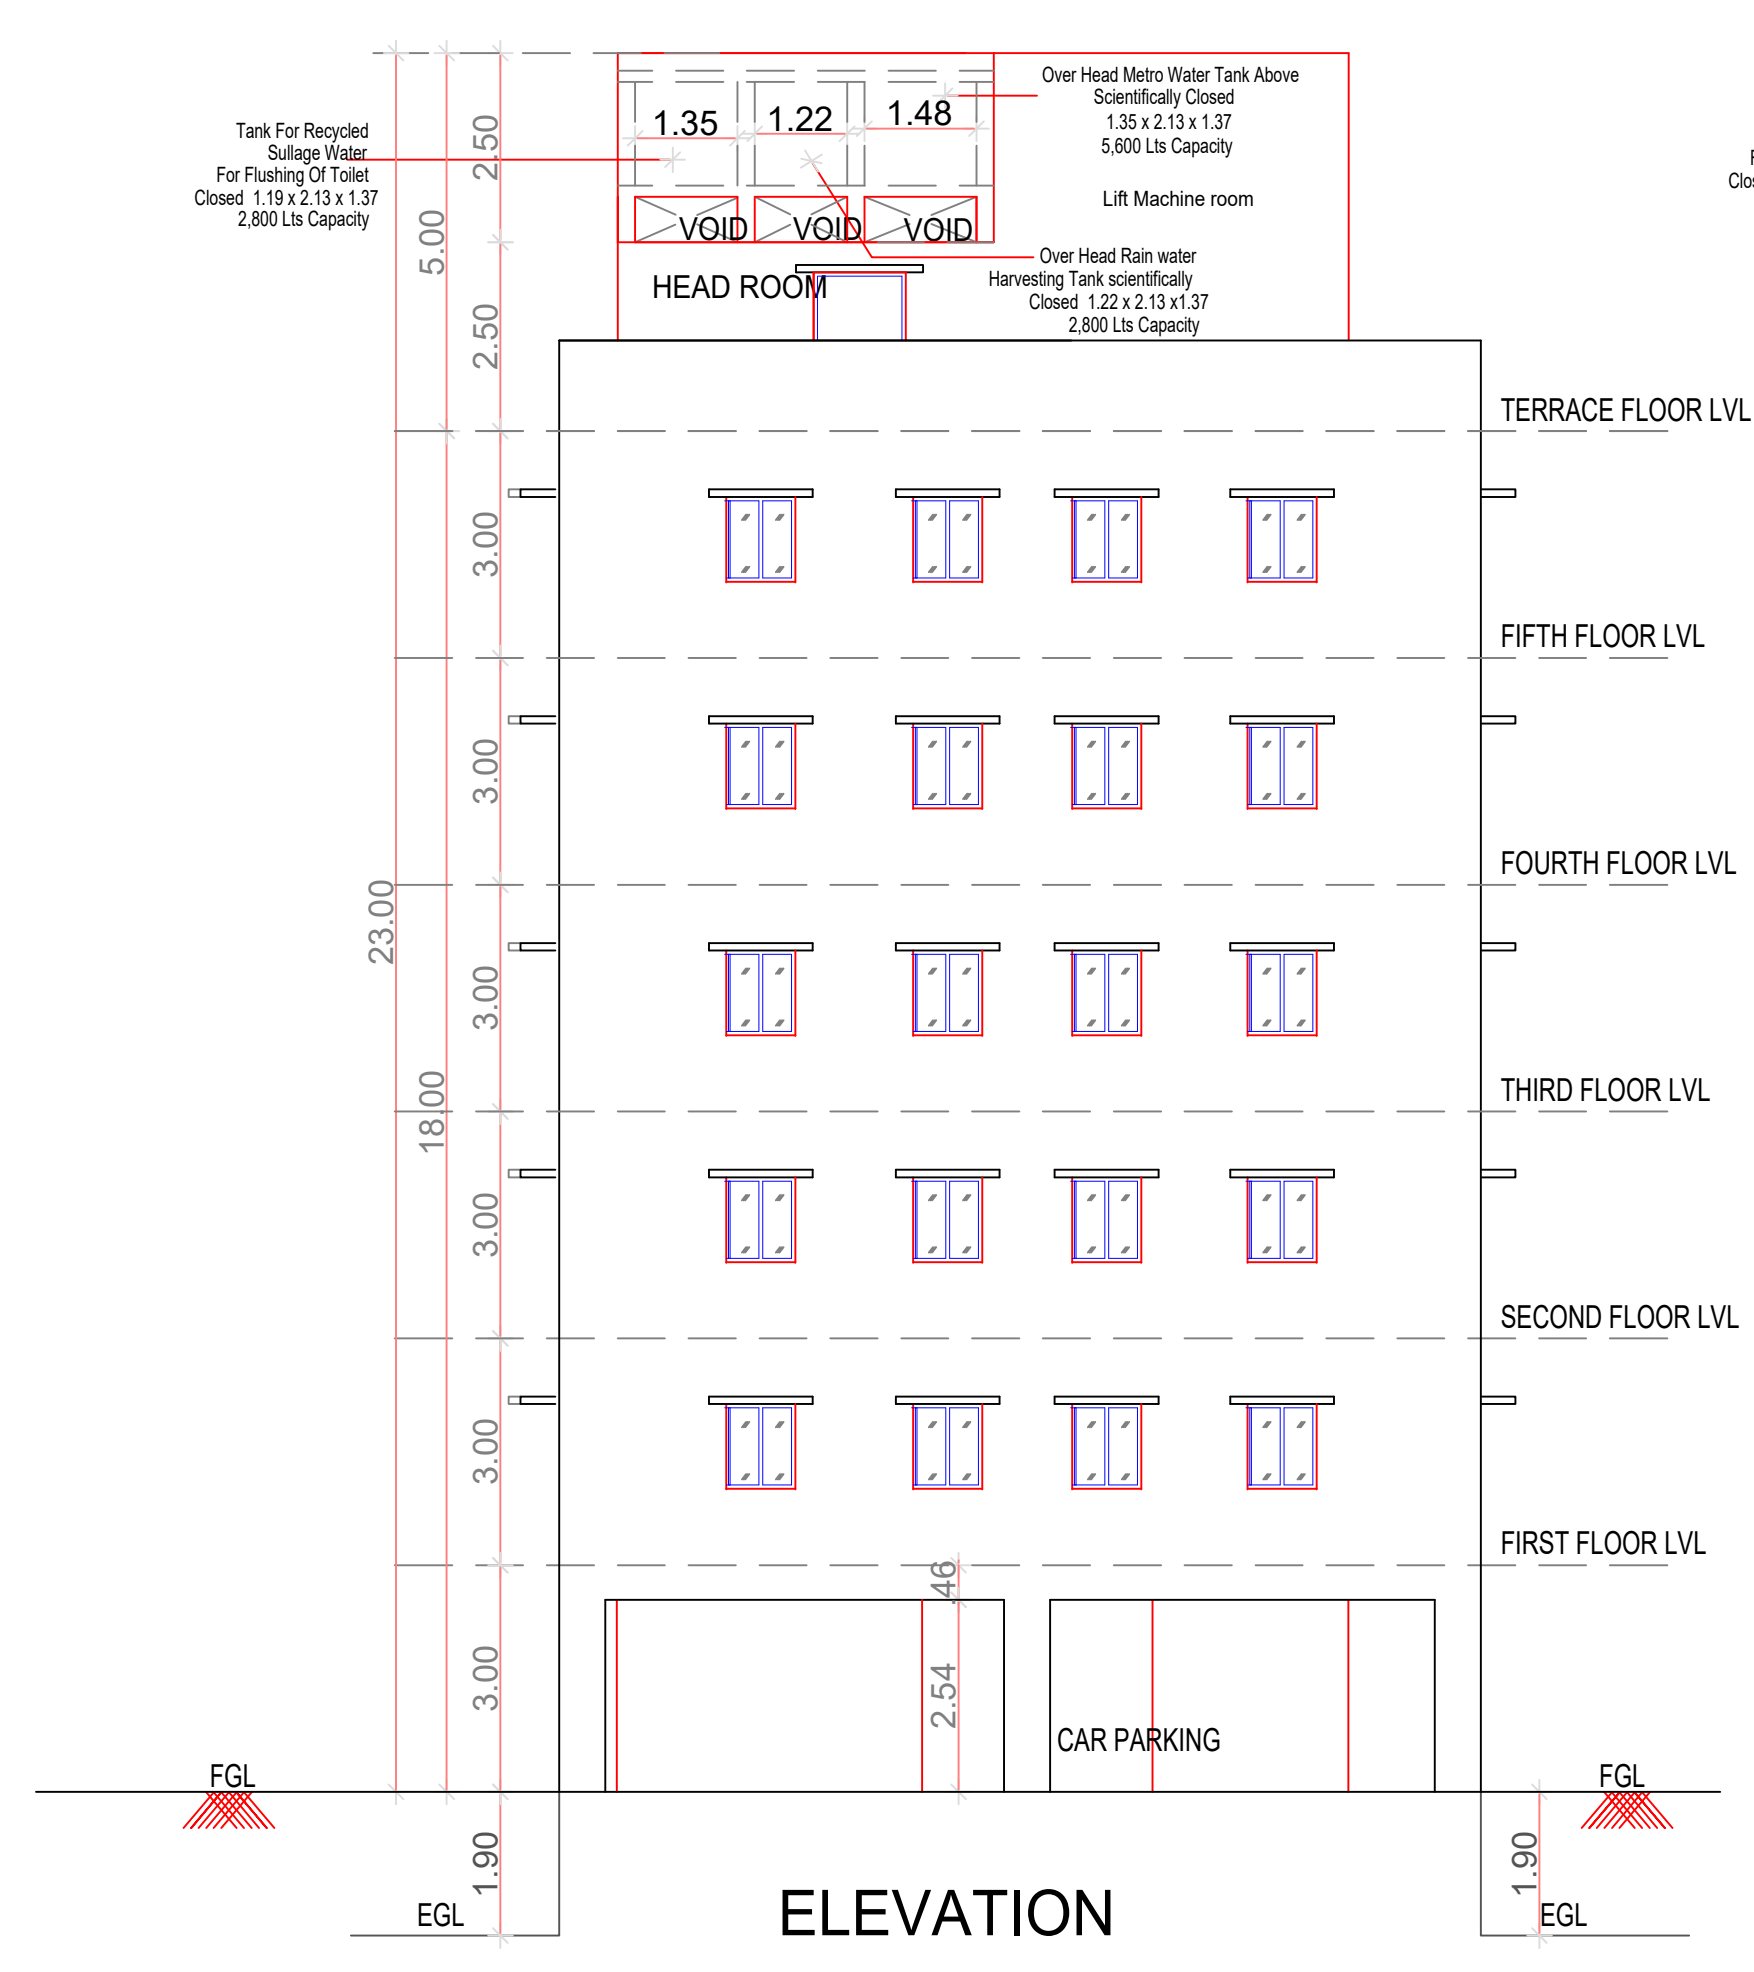 Over Head Metro Water Tank Above
Scientifically Closed
1.35 x 2.13 x 1.37
5,600 Lts Capacity
Tank For Recycled
Sullage Water
For Flushing Of Toilet
Closed 1.19 x 2.13 x 1.37
2,800 Lts Capacity
1.35
1.22
1.48
2.50
Lift Machine room
VOID
VOID
VOID
5.00
Over Head Rain water
Harvesting Tank scientifically
Closed 1.22 x 2.13 x1.37
2,800 Lts Capacity
HEAD ROOM
2.50
TERRACE FLOOR LVL
3.00
FIFTH FLOOR LVL
3.00
FOURTH FLOOR LVL
23.00
3.00
THIRD FLOOR LVL
18.00
3.00
SECOND FLOOR LVL
3.00
FIRST FLOOR LVL
.46
3.00
2.54
CAR PARKING
FGL
FGL
1.90
1.90
EGL
ELEVATION
EGL